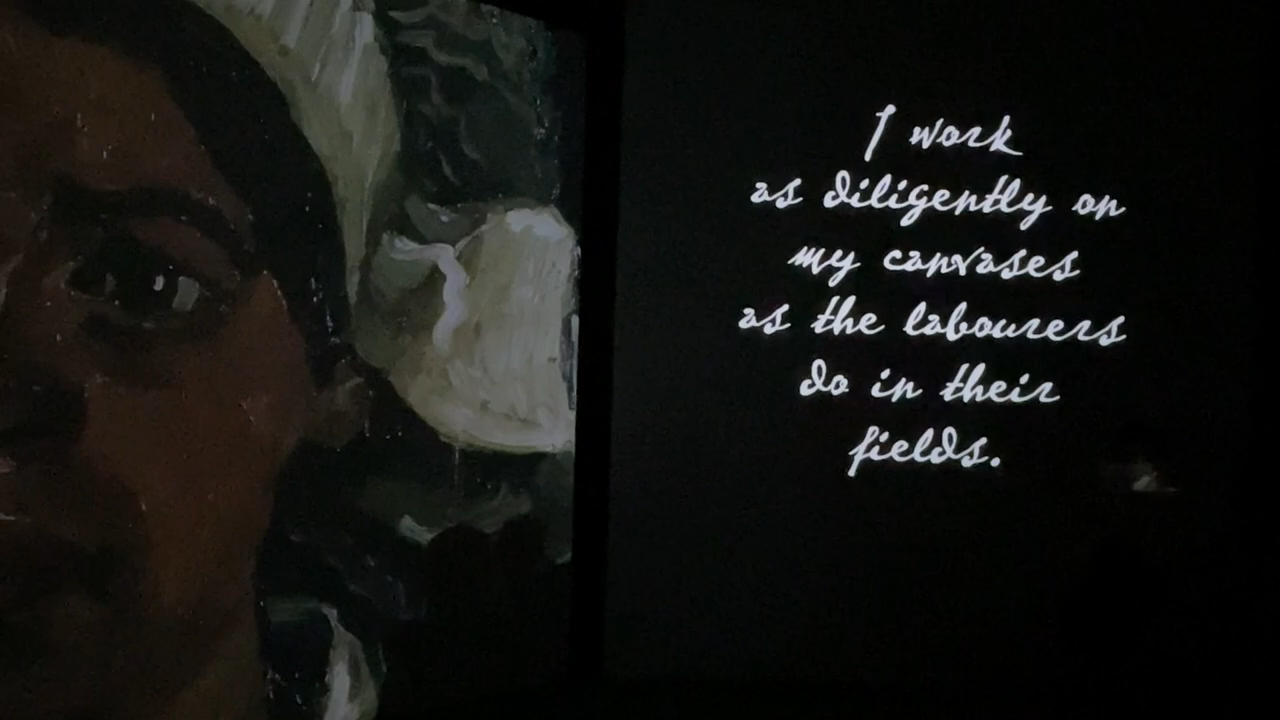 I work
as diligently on
my canvases
as the labourers
do in their
fields.